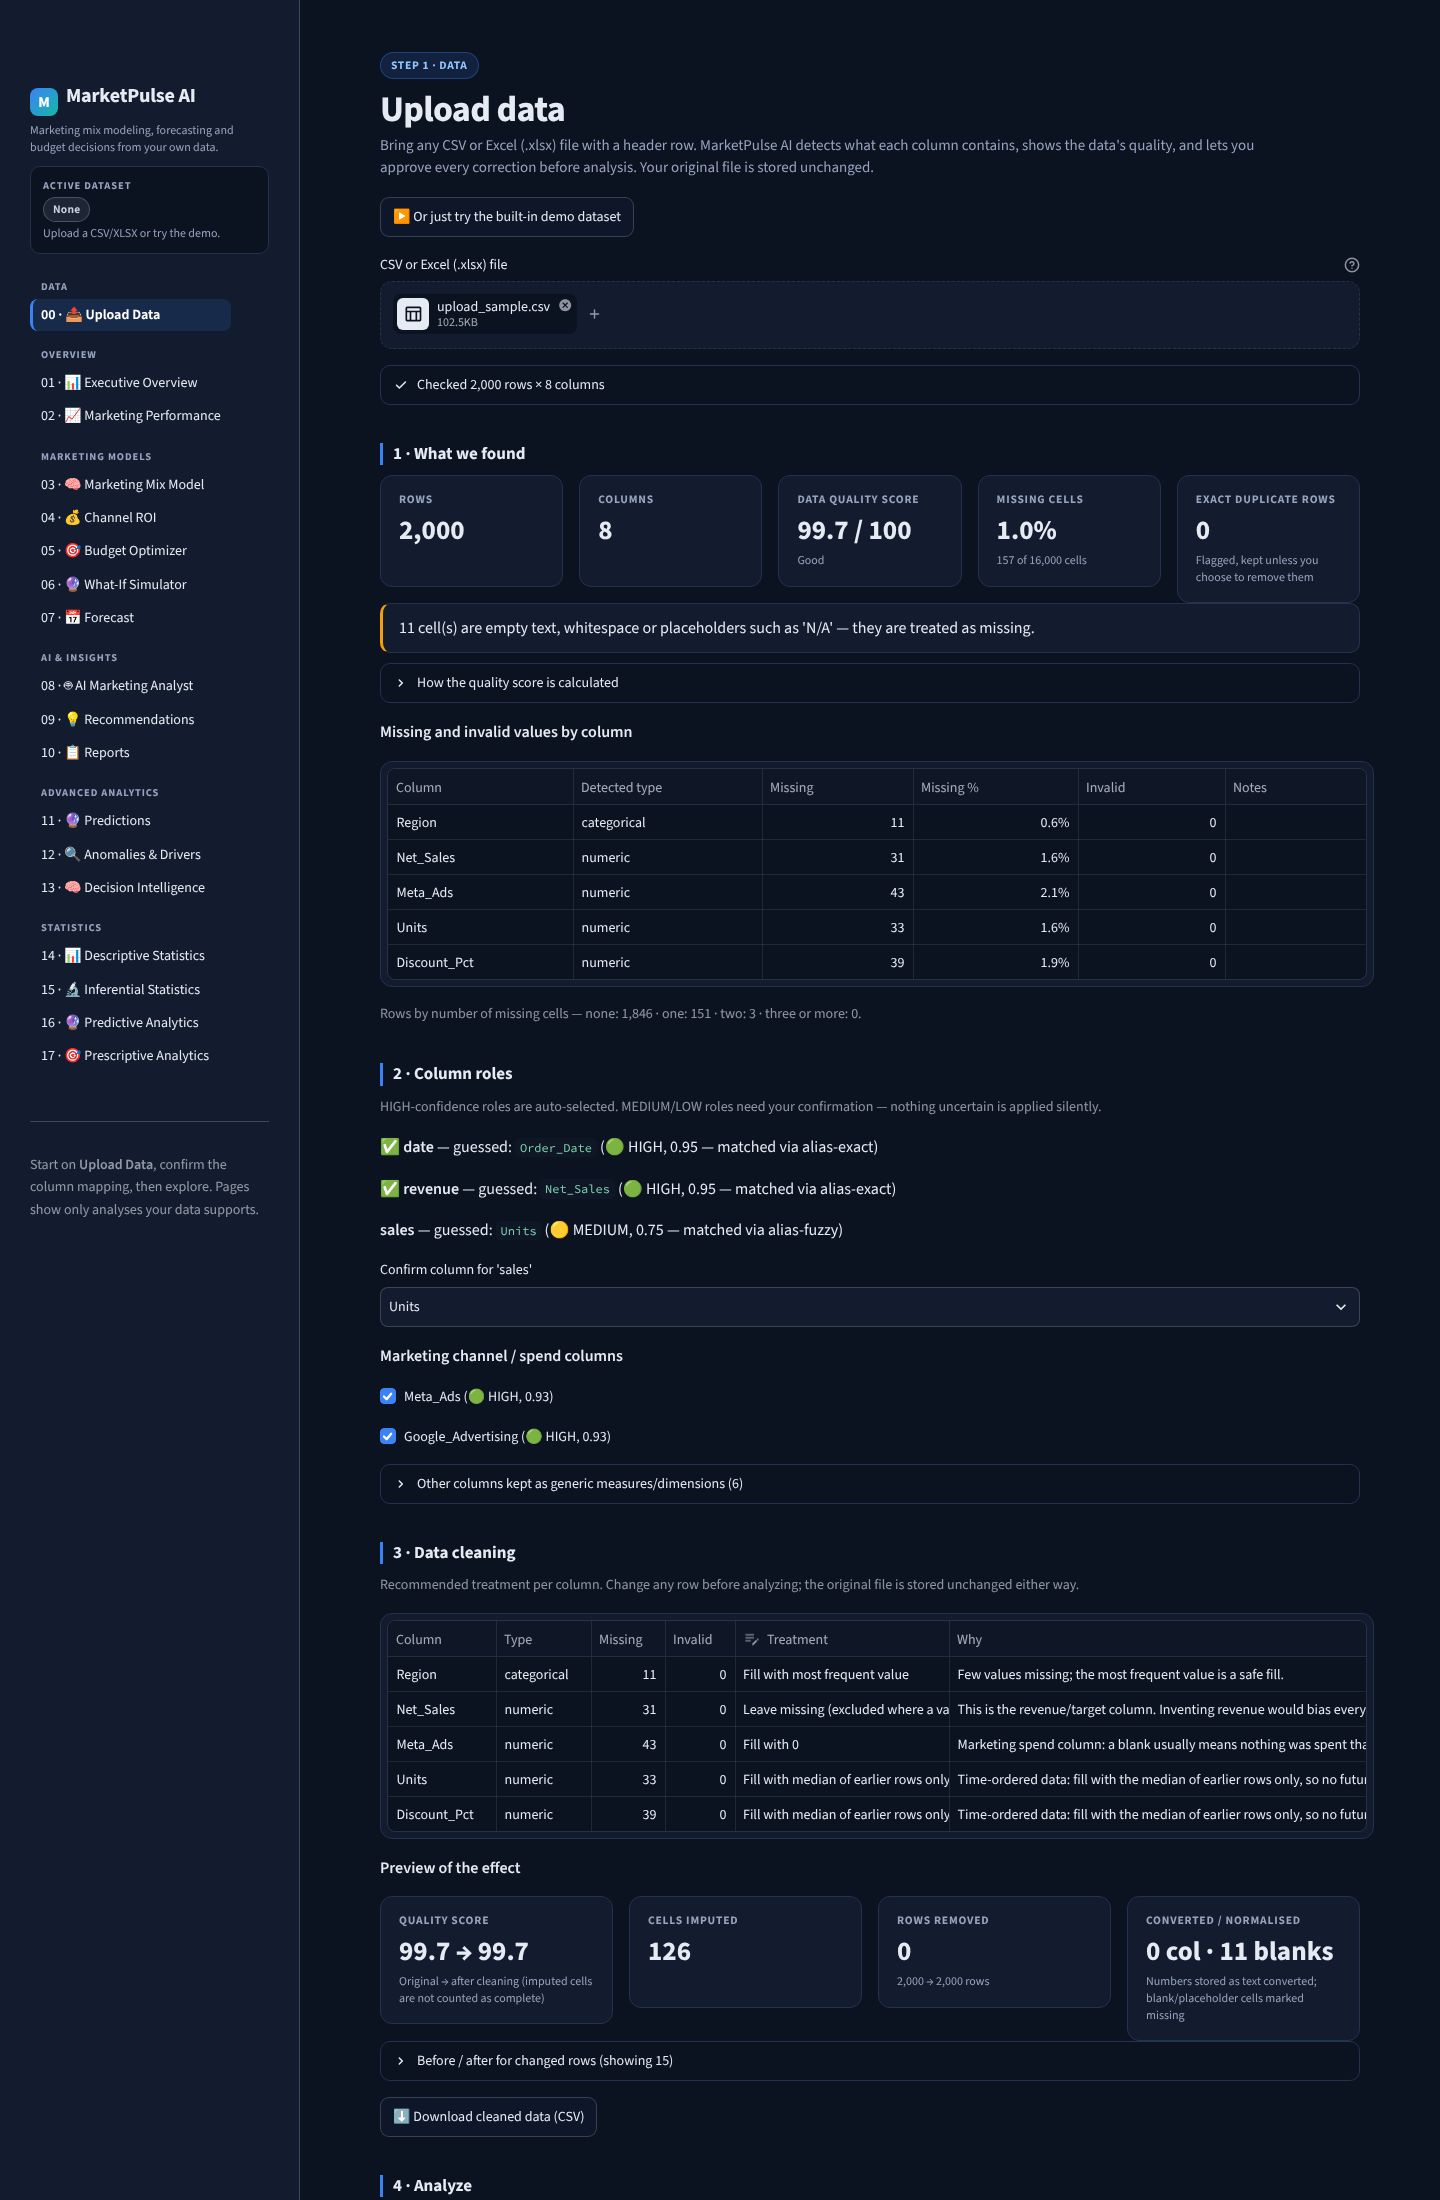 M MarketPulse AI
Marketing mix modeling, forecasting and
budget decisions from your own data.
ACTIVE DATASET
None
Upload a CSV/XLSX or try the demo.
DATA
00 · 📤 Upload Data
OVERVIEW
01 · 📊 Executive Overview
02 · 📈 Marketing Performance
MARKETING MODELS
03 · 🧠 Marketing Mix Model
04 · 💰 Channel ROI
05 · 🎯 Budget Optimizer
06 · 🔮 What-If Simulator
07 · 📅 Forecast
AI & INSIGHTS
08 · AI Marketing Analyst
09 · 💡 Recommendations
10 · 📋 Reports
ADVANCED ANALYTICS
11 · 🔮 Predictions
12 · 🔍 Anomalies & Drivers
13 · 🧠 Decision Intelligence
STATISTICS
14 · 📊 Descriptive Statistics
15 · 🔬 Inferential Statistics
16 · 🔮 Predictive Analytics
17 · 🎯 Prescriptive Analytics
Start on Upload Data, confirm the
column mapping, then explore. Pages
show only analyses your data supports.
STEP 1 · DATA
Upload data
Bring any CSV or Excel (.xlsx) file with a header row. MarketPulse AI detects what each column contains, shows the data's quality, and lets you
approve every correction before analysis. Your original file is stored unchanged.
▶️ Or just try the built-in demo dataset
CSV or Excel (.xlsx) file
upload_sample.csv
102.5KB
Checked 2,000 rows × 8 columns
1 · What we found
ROWS
2,000
COLUMNS
8
DATA QUALITY SCORE
99.7 / 100
Good
MISSING CELLS
1.0%
157 of 16,000 cells
EXACT DUPLICATE ROWS
0
Flagged, kept unless you
choose to remove them
11 cell(s) are empty text, whitespace or placeholders such as 'N/A' — they are treated as missing.
How the quality score is calculated
Missing and invalid values by column
Column Detected type Missing Missing % Invalid Notes
Region categorical 11 0.6% 0
Net_Sales numeric 31 1.6% 0
Meta_Ads numeric 43 2.1% 0
Units numeric 33 1.6% 0
Discount_Pct numeric 39 1.9% 0
Rows by number of missing cells — none: 1,846 · one: 151 · two: 3 · three or more: 0.
2 · Column roles
HIGH-confidence roles are auto-selected. MEDIUM/LOW roles need your confirmation — nothing uncertain is applied silently.
✅ date — guessed: Order_Date (🟢 HIGH, 0.95 — matched via alias-exact)
✅ revenue — guessed: Net_Sales (🟢 HIGH, 0.95 — matched via alias-exact)
sales — guessed: Units (🟡 MEDIUM, 0.75 — matched via alias-fuzzy)
Confirm column for 'sales'
Units
Marketing channel / spend columns
Meta_Ads (🟢 HIGH, 0.93)
Google_Advertising (🟢 HIGH, 0.93)
Other columns kept as generic measures/dimensions (6)
3 · Data cleaning
Recommended treatment per column. Change any row before analyzing; the original file is stored unchanged either way.
Column Type Missing Invalid Treatment Why
Region categorical 11 0 Fill with most frequent value Few values missing; the most frequent value is a safe fill.
Net_Sales numeric 31 0 Leave missing (excluded where a va This is the revenue/target column. Inventing revenue would bias every
Meta_Ads numeric 43 0 Fill with 0 Marketing spend column: a blank usually means nothing was spent tha
Units numeric 33 0 Fill with median of earlier rows only Time-ordered data: fill with the median of earlier rows only, so no futur
Discount_Pct numeric 39 0 Fill with median of earlier rows only Time-ordered data: fill with the median of earlier rows only, so no futur
Preview of the effect
QUALITY SCORE
99.7 → 99.7
Original → after cleaning (imputed cells
are not counted as complete)
CELLS IMPUTED
126
ROWS REMOVED
0
2,000 → 2,000 rows
CONVERTED / NORMALISED
0 col · 11 blanks
Numbers stored as text converted;
blank/placeholder cells marked
missing
Before / after for changed rows (showing 15)
⬇️ Download cleaned data (CSV)
4 · Analyze